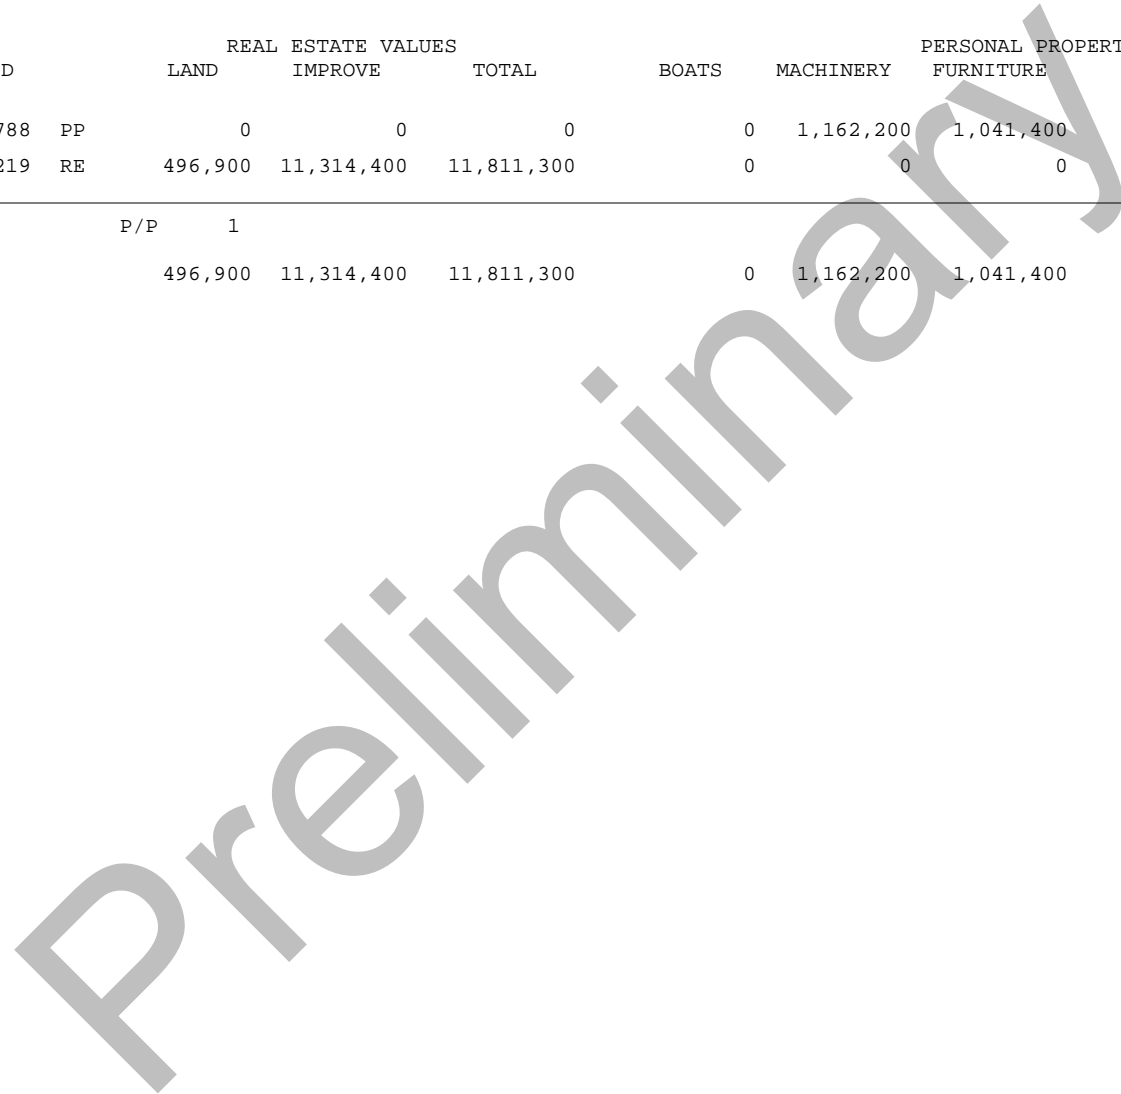 REAL ESTATE VALUES PERSONAL PROPERT
D LAND IMPROVE TOTAL BOATS MACHINERY FURNITURE
788 PP 0 0 0 0 1,162,200 1,041,400
219 RE 496,900 11,314,400 11,811,300 0 0 0
P/P 1
496,900 11,314,400 11,811,300 0 1,162,200 1,041,400
Preliminary